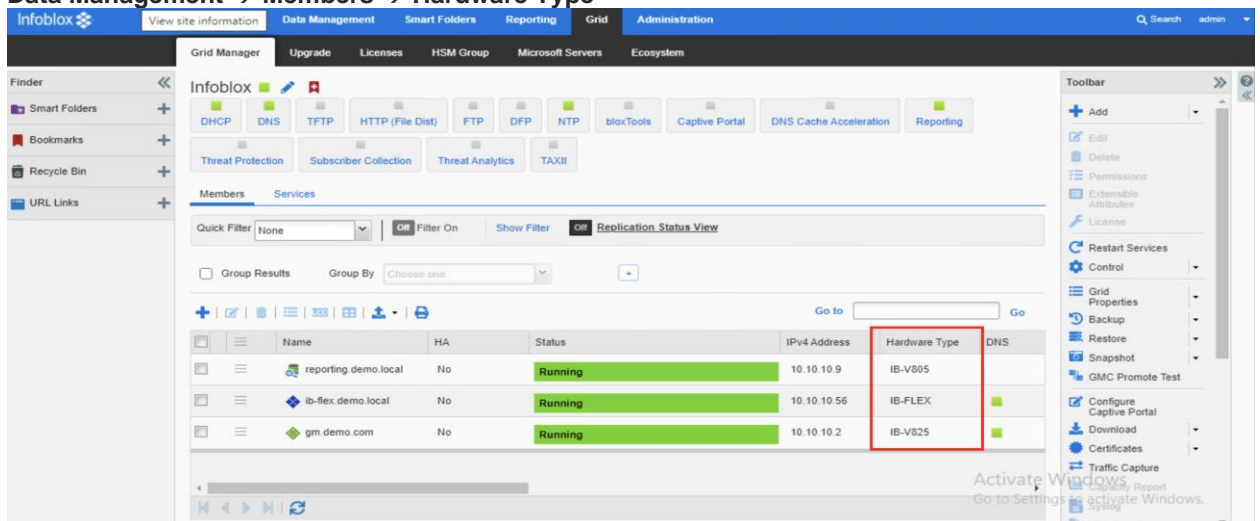 Data Management → Members → Hardware Type
Infoblox View site information Data Management Smart Folders Reporting Grid Administration Search admin
Grid Manager Upgrade Licenses HSM Group Microsoft Servers Ecosystem
Finder
Smart Folders
Bookmarks
Recycle Bin
URL Links
Infoblox
DHCP DNS TFTP HTTP (File Dist) FTP DFP NTP bloxTools Captive Portal DNS Cache Acceleration Reporting
Threat Protection Subscriber Collection Threat Analytics TAXII
Members Services
Quick Filter None Off Filter On Show Filter Off Replication Status View
Group Results Group By Choose one +
Go to Go
Name HA Status IPv4 Address Hardware Type DNS
reporting.demo.local No Running 10.10.10.9 IB-V805
ib-flex.demo.local No Running 10.10.10.56 IB-FLEX
gm.demo.com No Running 10.10.10.2 IB-V825
Toolbar
Add
Edit
Delete
Permissions
Extensible
Attributes
License
Restart Services
Control
Grid
Properties
Backup
Restore
Snapshot
GMC Promote Test
Configure
Captive Portal
Download
Certificates
Traffic Capture
Capacity Report
Syslog
Activate Windows
Go to Settings to activate Windows.